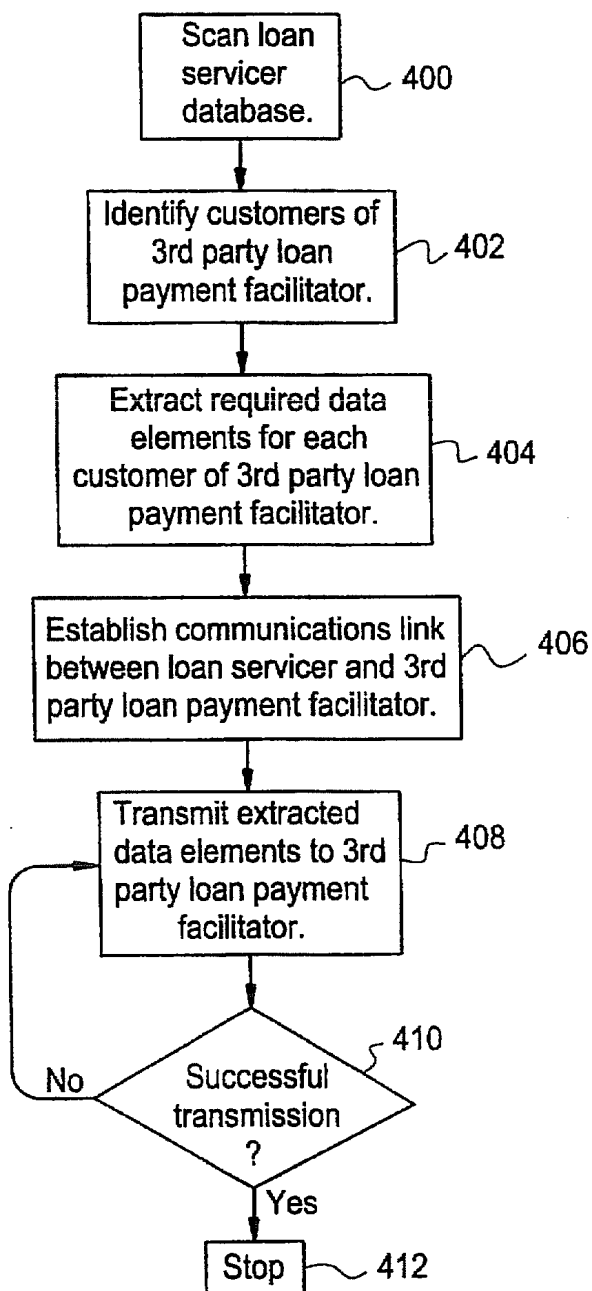 Scan loan
servicer
database.
400
Identify customers of
3rd party loan
payment facilitator.
402
Extract required data
elements for each
customer of 3rd party loan
payment facilitator.
404
Establish communications link
between loan servicer and 3rd
party loan payment facilitator.
406
Transmit extracted
data elements to 3rd
party loan payment
facilitator.
408
Successful
transmission
?
410
No
Yes
Stop
412